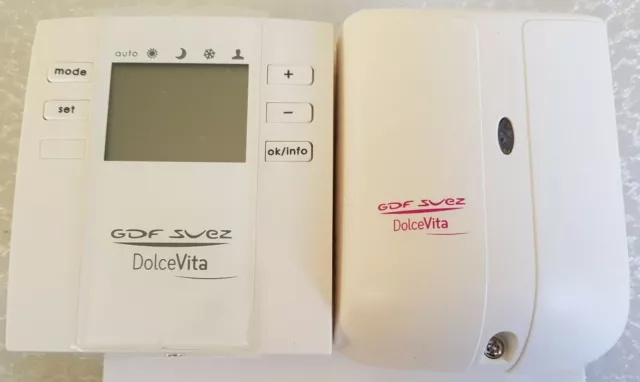 auto
mode
+
set
−
ok/info
GDF SUEZ
DolceVita
GDF SUEZ
DolceVita